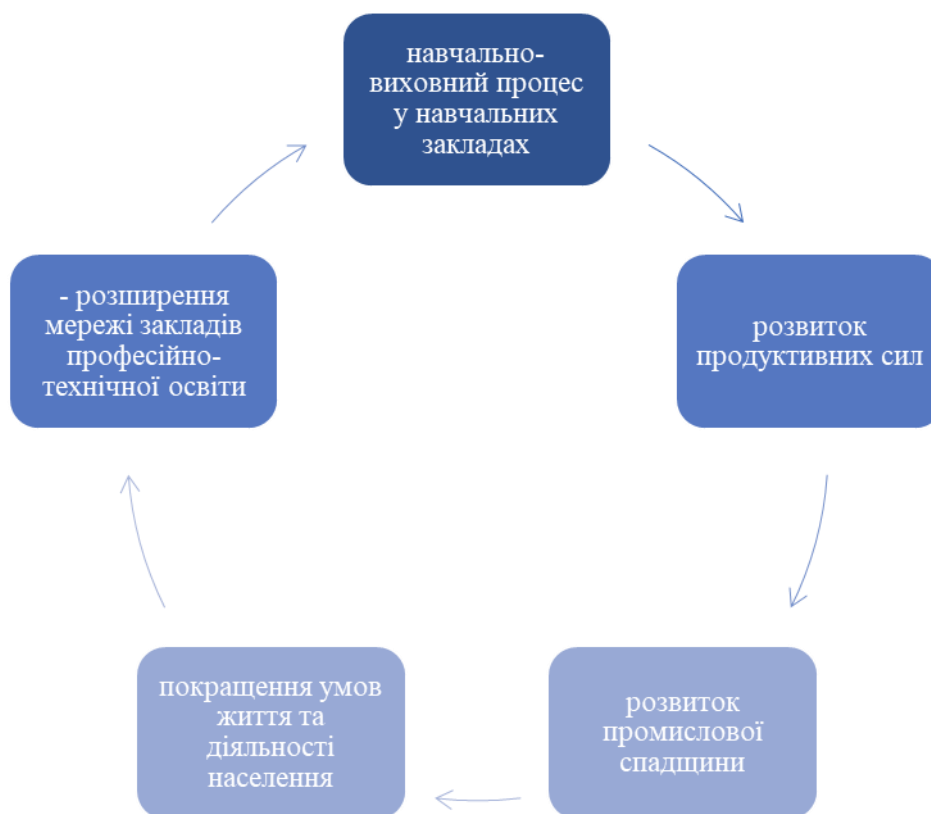 навчально-
виховний процес
у навчальних
закладах
розвиток
продуктивних сил
розвиток
промислової
спадщини
покращення умов
життя та
діяльності
населення
- розширення
мережі закладів
професійно-
технічної освіти